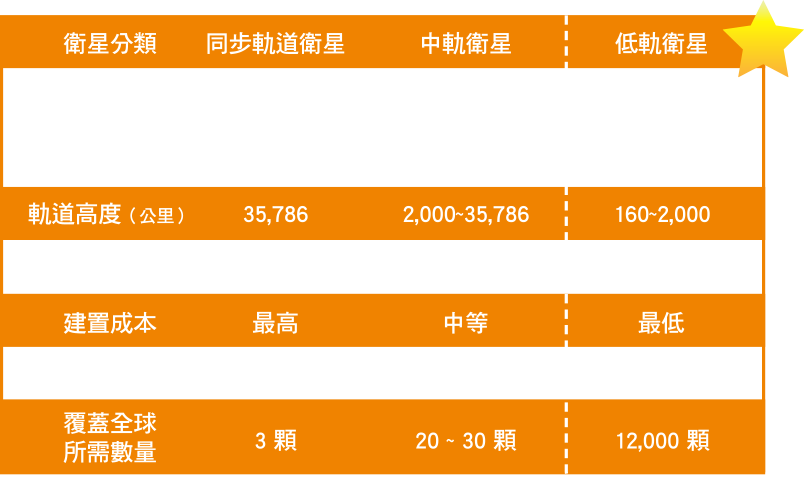 衛星分類 同步軌道衛星 中軌衛星 低軌衛星
軌道高度（公里） 35,786 2,000~35,786 160~2,000
建置成本 最高 中等 最低
覆蓋全球
所需數量 3 顆 20 ~ 30 顆 12,000 顆